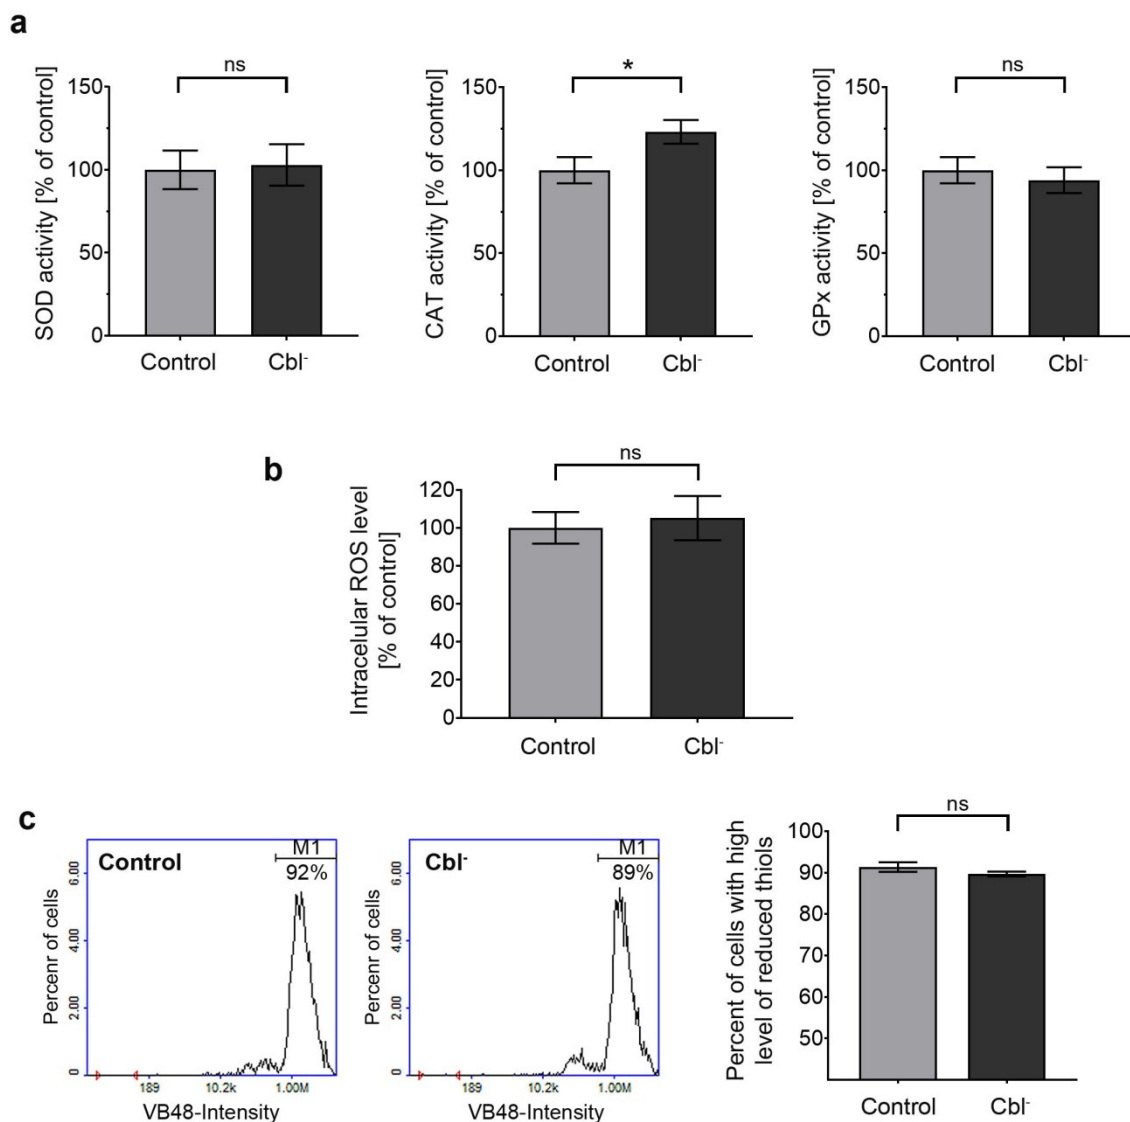 a
ns
SOD activity [% of control]
150
100
50
0
Control
Cbl⁻
*
CAT activity [% of control]
150
100
50
0
Control
Cbl⁻
ns
GPx activity [% of control]
150
100
50
0
Control
Cbl⁻
b
ns
Intracelular ROS level
[% of control]
120
100
80
60
40
20
0
Control
Cbl⁻
c
Control
M1
92%
Percenr of cells
6.00
4.00
2.00
0
189
10.2k
1.00M
VB48-Intensity
Cbl⁻
M1
89%
Percenr of cells
6.00
4.00
2.00
0
189
10.2k
1.00M
VB48-Intensity
ns
Percent of cells with high
level of reduced thiols
100
90
80
70
60
50
Control
Cbl⁻